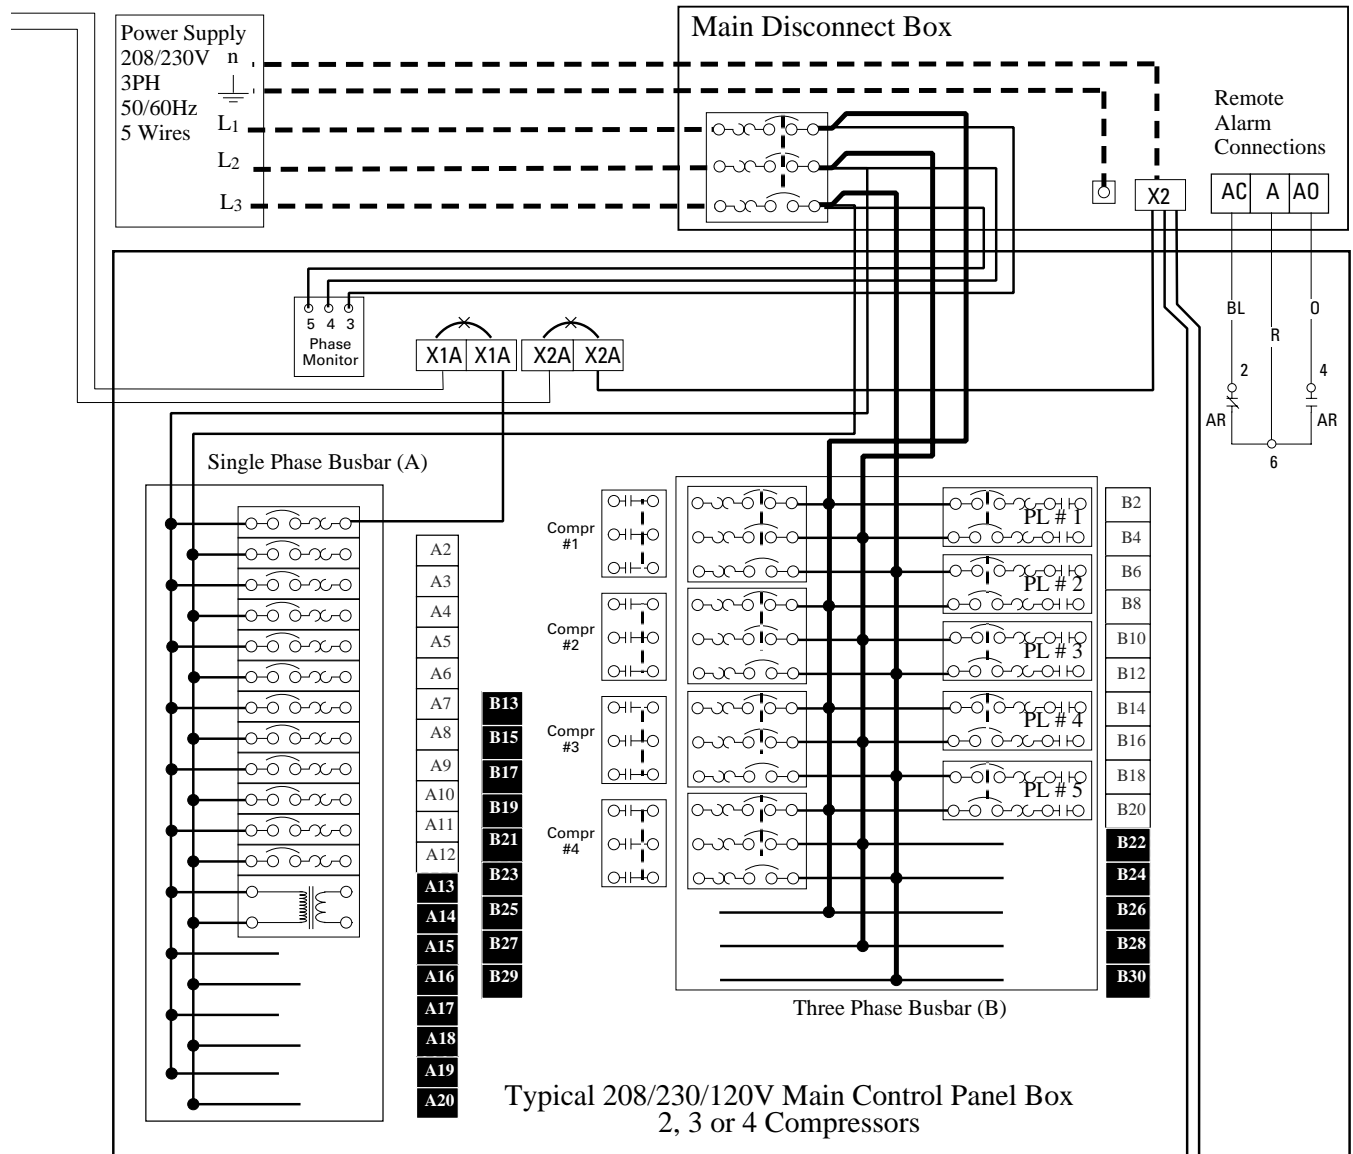 Power Supply
208/230V n
3PH
50/60Hz
5 Wires
L1
L2
L3
Main Disconnect Box
Remote
Alarm
Connections
X2
AC A AO
BL
R
O
2
4
AR
AR
6
5 4 3
Phase
Monitor
X1A X1A X2A X2A
Single Phase Busbar (A)
A2
A3
A4
A5
A6
A7
A8
A9
A10
A11
A12
A13
A14
A15
A16
A17
A18
A19
A20
B13
B15
B17
B19
B21
B23
B25
B27
B29
Compr
#1
Compr
#2
Compr
#3
Compr
#4
PL # 1
PL # 2
PL # 3
PL # 4
PL # 5
B2
B4
B6
B8
B10
B12
B14
B16
B18
B20
B22
B24
B26
B28
B30
Three Phase Busbar (B)
Typical 208/230/120V Main Control Panel Box
2, 3 or 4 Compressors